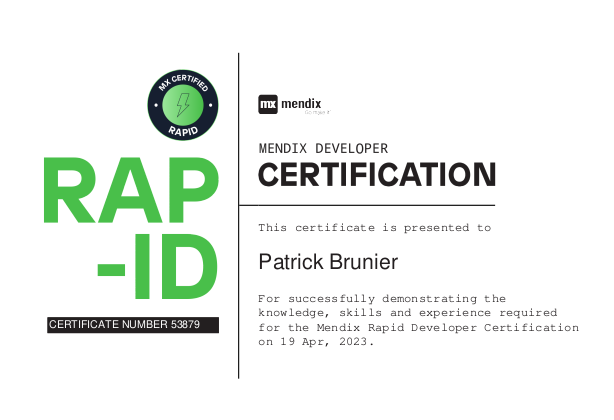 MX CERTIFIED
RAPID
RAP
-ID
CERTIFICATE NUMBER 53879
mx mendix
MENDIX DEVELOPER
CERTIFICATION
This certificate is presented to
Patrick Brunier
For successfully demonstrating the
knowledge, skills and experience required
for the Mendix Rapid Developer Certification
on 19 Apr, 2023.